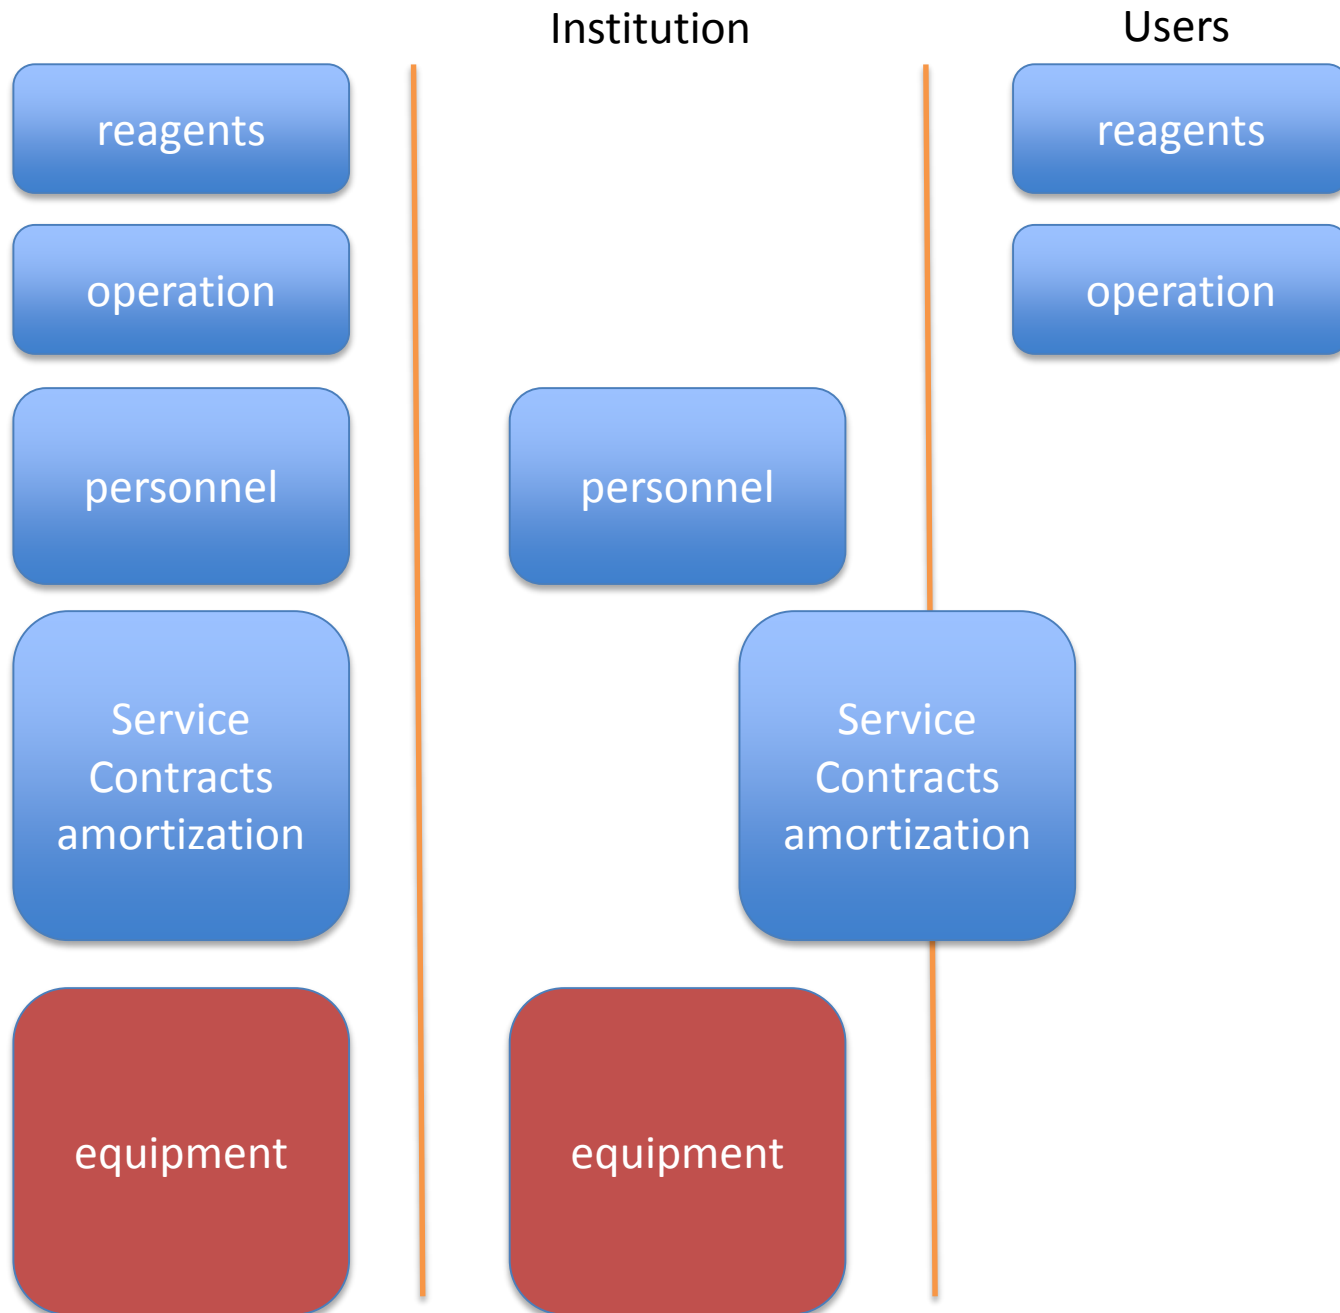 Institution
Users
reagents
reagents
operation
operation
personnel
personnel
Service
Contracts
amortization
Service
Contracts
amortization
equipment
equipment